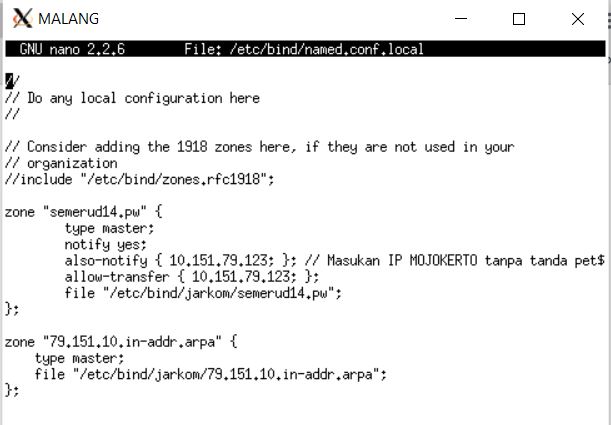 MALANG
GNU nano 2.2.6 File: /etc/bind/named.conf.local
//
// Do any local configuration here
//
// Consider adding the 1918 zones here, if they are not used in your
// organization
//include "/etc/bind/zones.rfc1918";
zone "semerud14.pw" {
type master;
notify yes;
also-notify { 10.151.79.123; }; // Masukan IP MOJOKERTO tanpa tanda pet$
allow-transfer { 10.151.79.123; };
file "/etc/bind/jarkom/semerud14.pw";
};
zone "79.151.10.in-addr.arpa" {
type master;
file "/etc/bind/jarkom/79.151.10.in-addr.arpa";
};